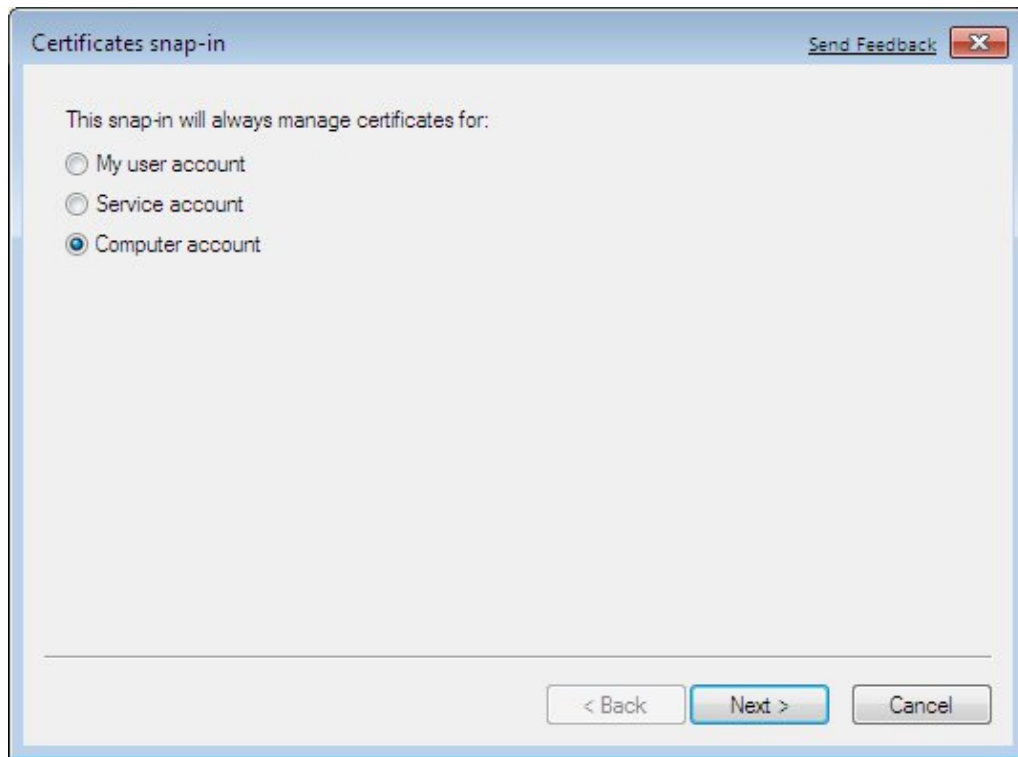 Certificates snap-in
Send Feedback
This snap-in will always manage certificates for:
My user account
Service account
Computer account
< Back
Next >
Cancel